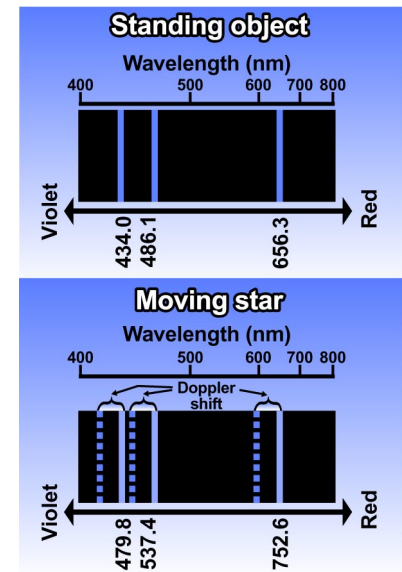 Standing object
Wavelength (nm)
400 500 600 700 800
Violet
Red
434.0
486.1
656.3
Moving star
Wavelength (nm)
400 500 600 700 800
Doppler
shift
Violet
Red
479.8
537.4
752.6